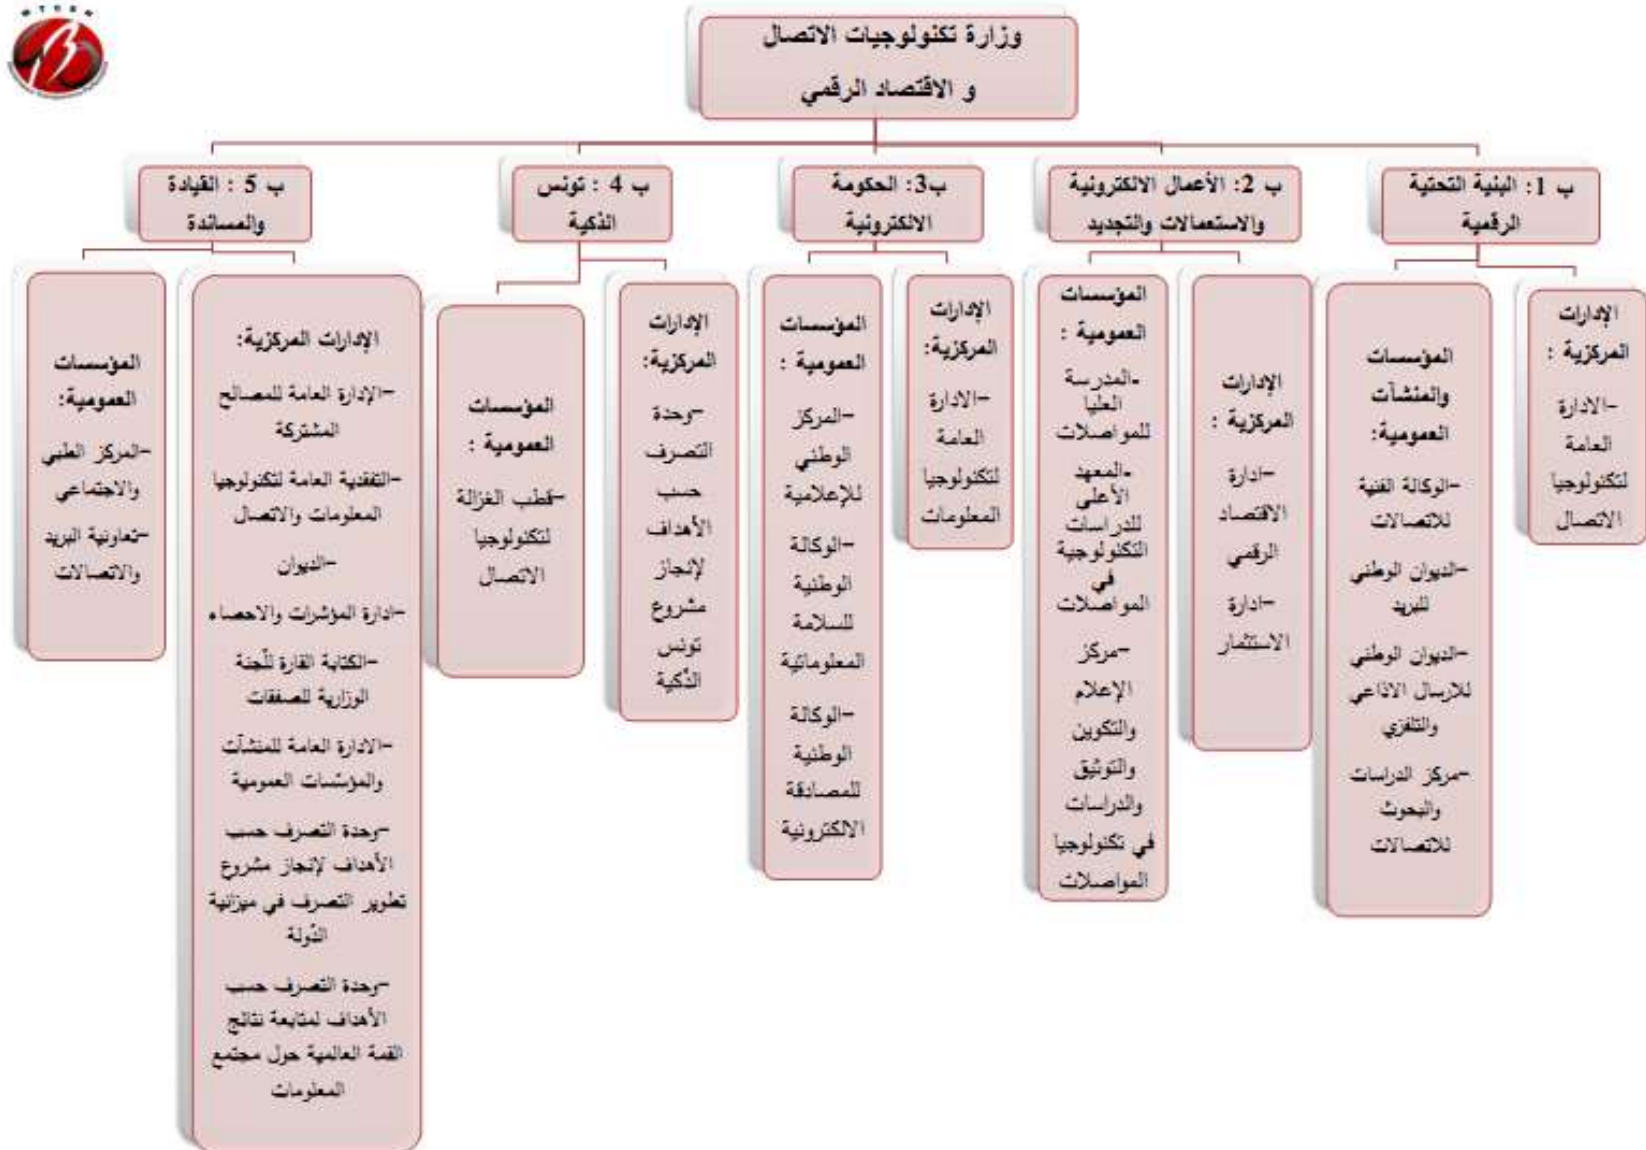 وزارة تكنولوجيات الاتصال
و الاقتصاد الرقمي
ب 1: البنية التحتية
الرقمية
الإدارات
المركزية :
-الادارة
العامة
لتكنولوجيا
الاتصال
المؤسسات
والمنشآت
العمومية:
-الوكالة الفنية
للاتصالات
-الديوان الوطني
للبريد
-الديوان الوطني
للارسال الاذاعي
والتلفزي
-مركز الدراسات
والبحوث
للاتصالات
ب 2: الأعمال الالكترونية
والاستعمالات والتجديد
الإدارات
المركزية :
-ادارة
الاقتصاد
الرقمي
-ادارة
الاستثمار
المؤسسات
العمومية :
-المدرسة
العليا
للمواصلات
-المعهد
الأعلى
للدراسات
التكنولوجية
في
المواصلات
-مركز
الإعلام
والتكوين
والتوثيق
والدراسات
في تكنولوجيا
المواصلات
ب3: الحكومة
الالكترونية
الإدارات
المركزية:
-الادارة
العامة
لتكنولوجيا
المعلومات
المؤسسات
العمومية :
-المركز
الوطني
للإعلامية
-الوكالة
الوطنية
للسلامة
المعلوماتية
-الوكالة
الوطنية
للمصادقة
الالكترونية
ب 4 : تونس
الذكية
الإدارات
المركزية:
-وحدة
التصرف
حسب
الأهداف
لإنجاز
مشروع
تونس
الذّكية
المؤسسات
العمومية :
-قطب الغزالة
لتكنولوجيا
الاتصال
ب 5 : القيادة
والمساندة
الإدارات المركزية:
-الإدارة العامة للمصالح
المشتركة
-التفقدية العامة لتكنولوجيا
المعلومات والاتصال
-الديوان
-ادارة المؤشرات والاحصاء
-الكتابة القارة للّجنة
الوزارية للصفقات
-الادارة العامة للمنشآت
والمؤسّسات العمومية
-وحدة التصرف حسب
الأهداف لإنجاز مشروع
تطوير التصرف في ميزانية
الدّولة
-وحدة التصرف حسب
الأهداف لمتابعة نتائج
القمة العالمية حول مجتمع
المعلومات
المؤسسات
العمومية:
-المركز الطبي
والاجتماعي
-تعاونية البريد
والاتصالات